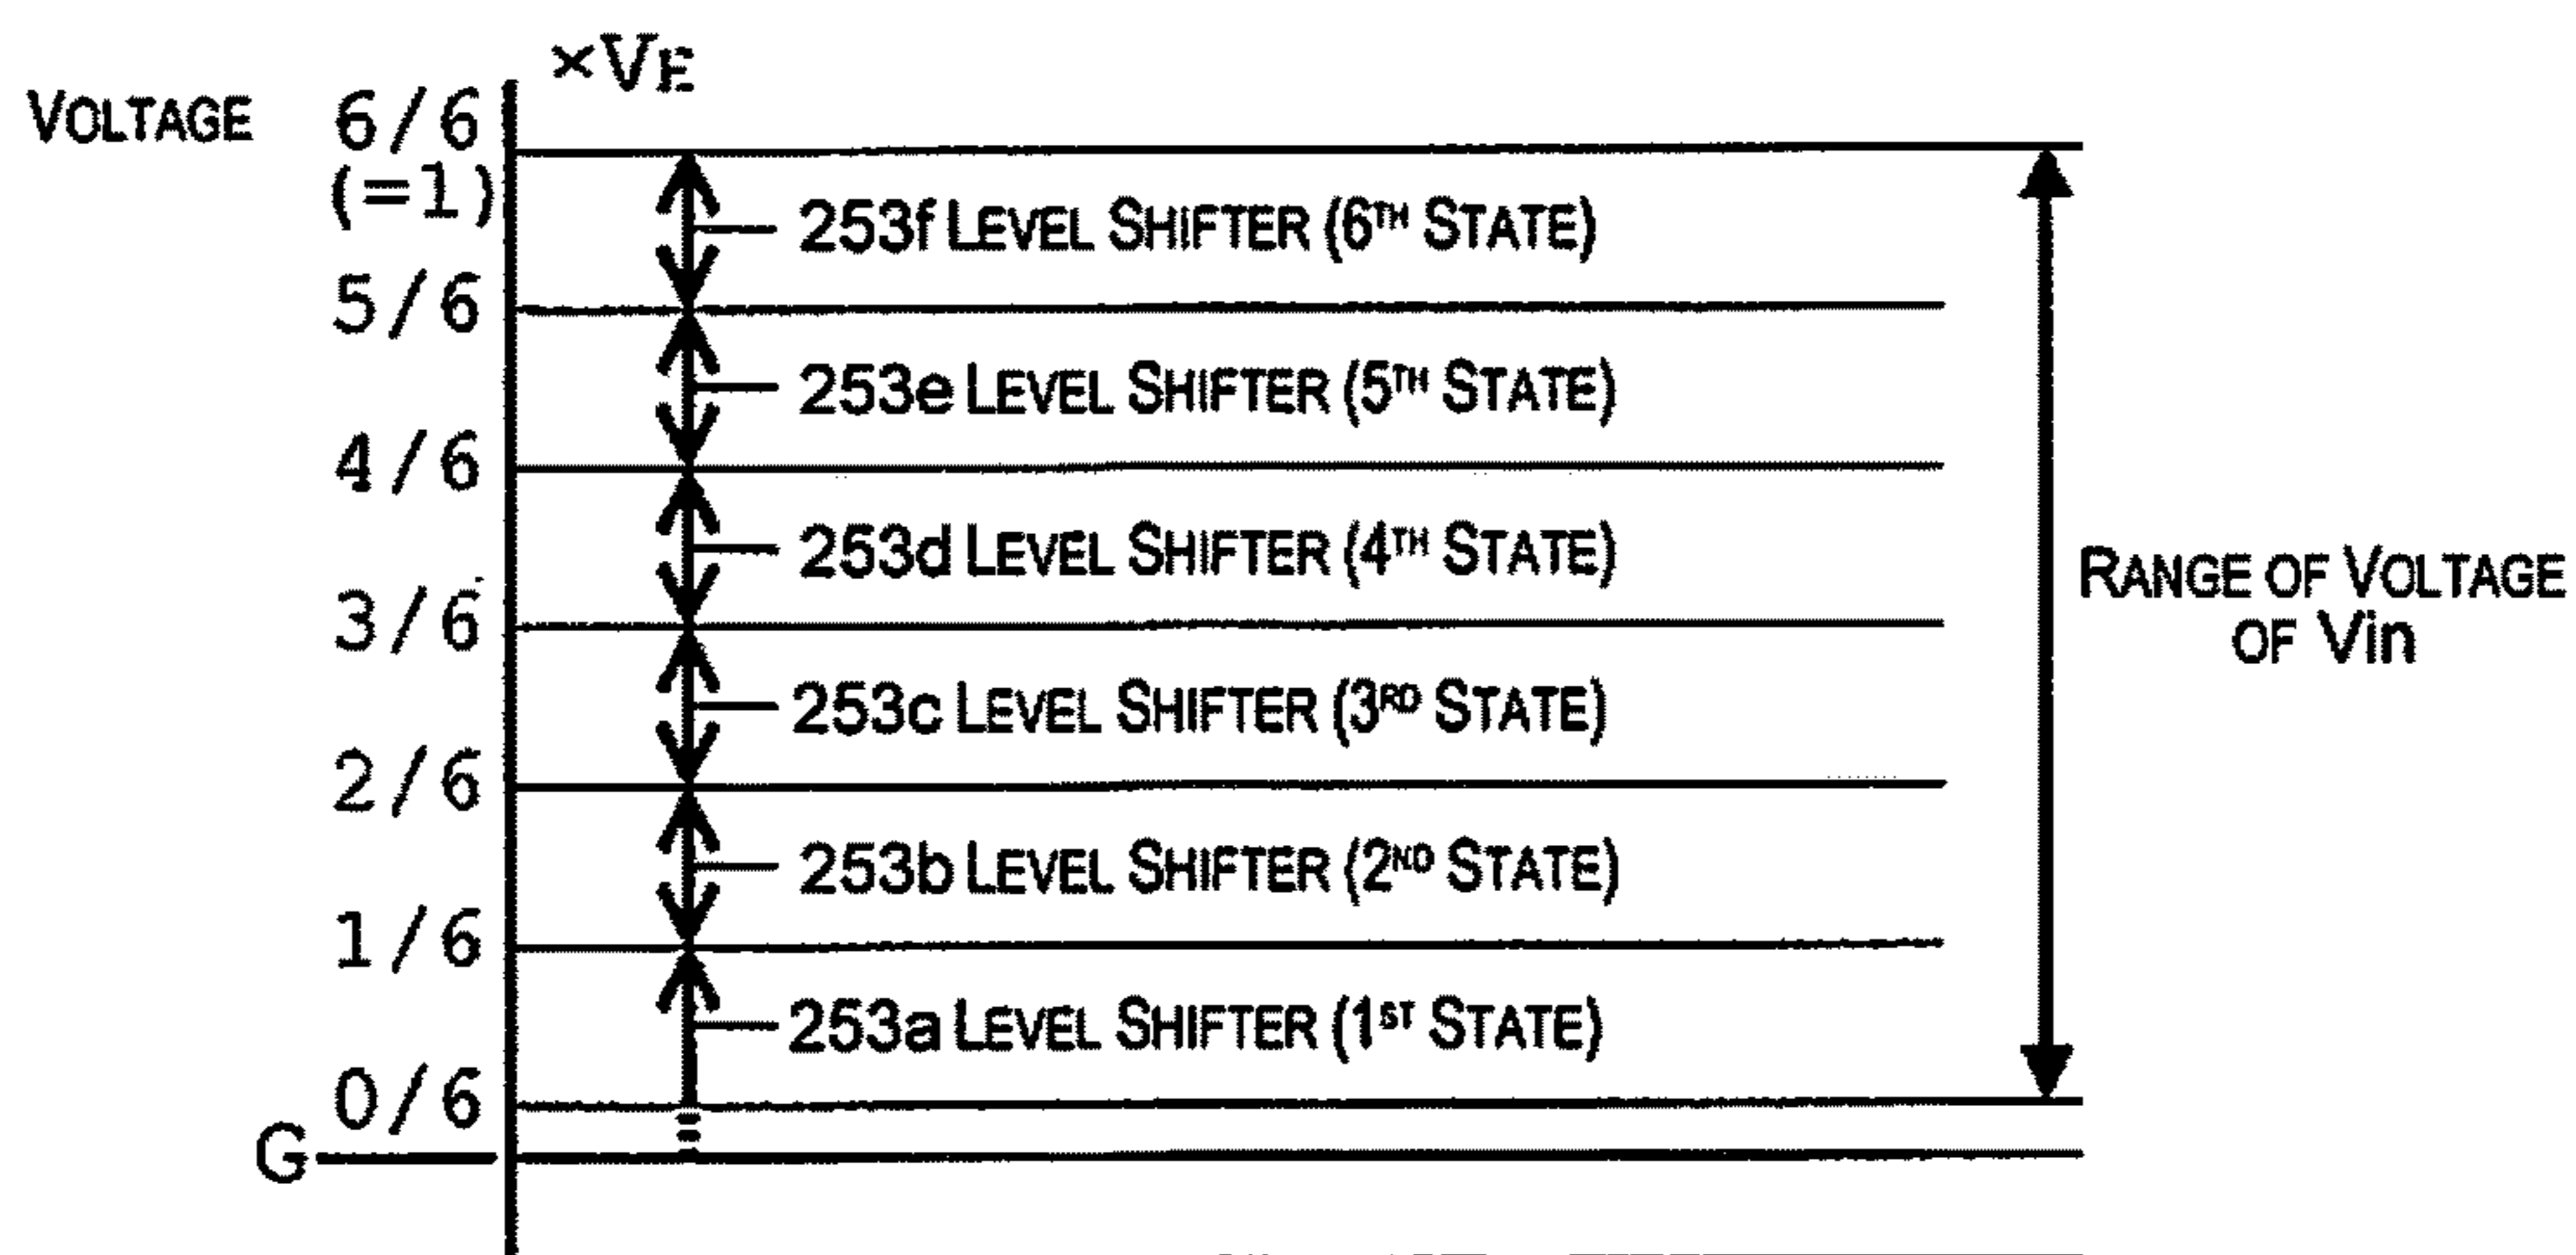 ×VE
VOLTAGE 6/6
(=1)
253f LEVEL SHIFTER (6TH STATE)
5/6
253e LEVEL SHIFTER (5TH STATE)
4/6
253d LEVEL SHIFTER (4TH STATE)
3/6
RANGE OF VOLTAGE
OF Vin
253c LEVEL SHIFTER (3RD STATE)
2/6
253b LEVEL SHIFTER (2ND STATE)
1/6
253a LEVEL SHIFTER (1ST STATE)
0/6
G